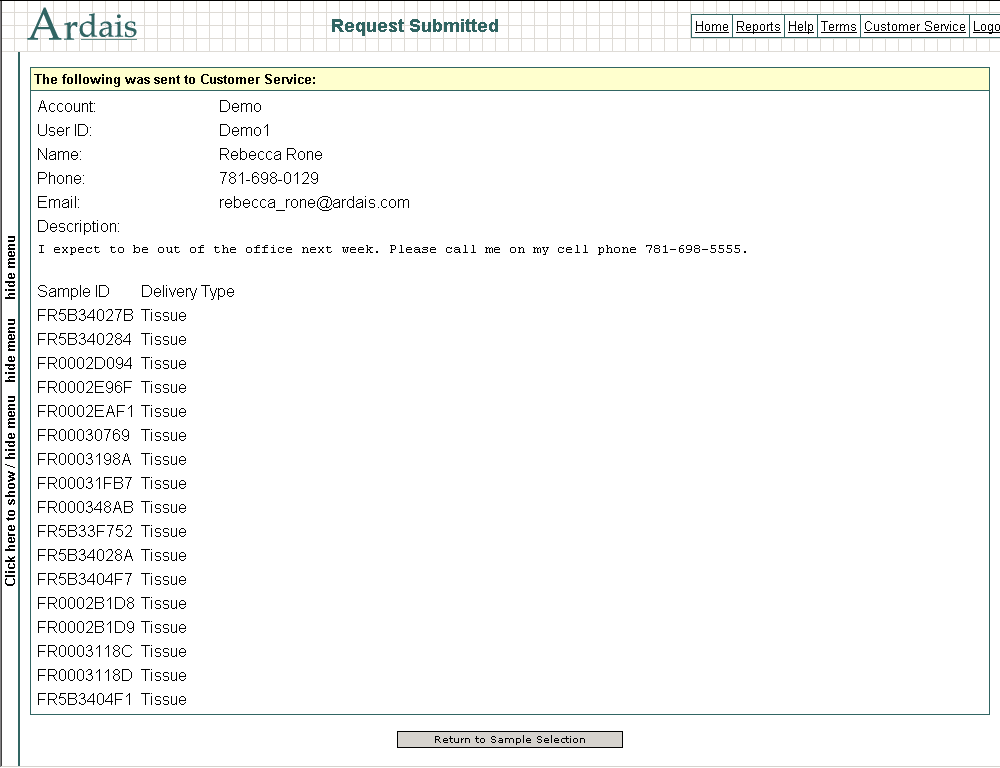 Ardais
Request Submitted
Home Reports Help Terms Customer Service Logo
The following was sent to Customer Service:
Account: Demo
User ID: Demo1
Name: Rebecca Rone
Phone: 781-698-0129
Email: rebecca_rone@ardais.com
Description:
I expect to be out of the office next week. Please call me on my cell phone 781-698-5555.
Sample ID Delivery Type
FR5B34027B Tissue
FR5B340284 Tissue
FR0002D094 Tissue
FR0002E96F Tissue
FR0002EAF1 Tissue
FR00030769 Tissue
FR0003198A Tissue
FR00031FB7 Tissue
FR000348AB Tissue
FR5B33F752 Tissue
FR5B34028A Tissue
FR5B3404F7 Tissue
FR0002B1D8 Tissue
FR0002B1D9 Tissue
FR0003118C Tissue
FR0003118D Tissue
FR5B3404F1 Tissue
Return to Sample Selection
Click here to show / hide menu hide menu hide menu